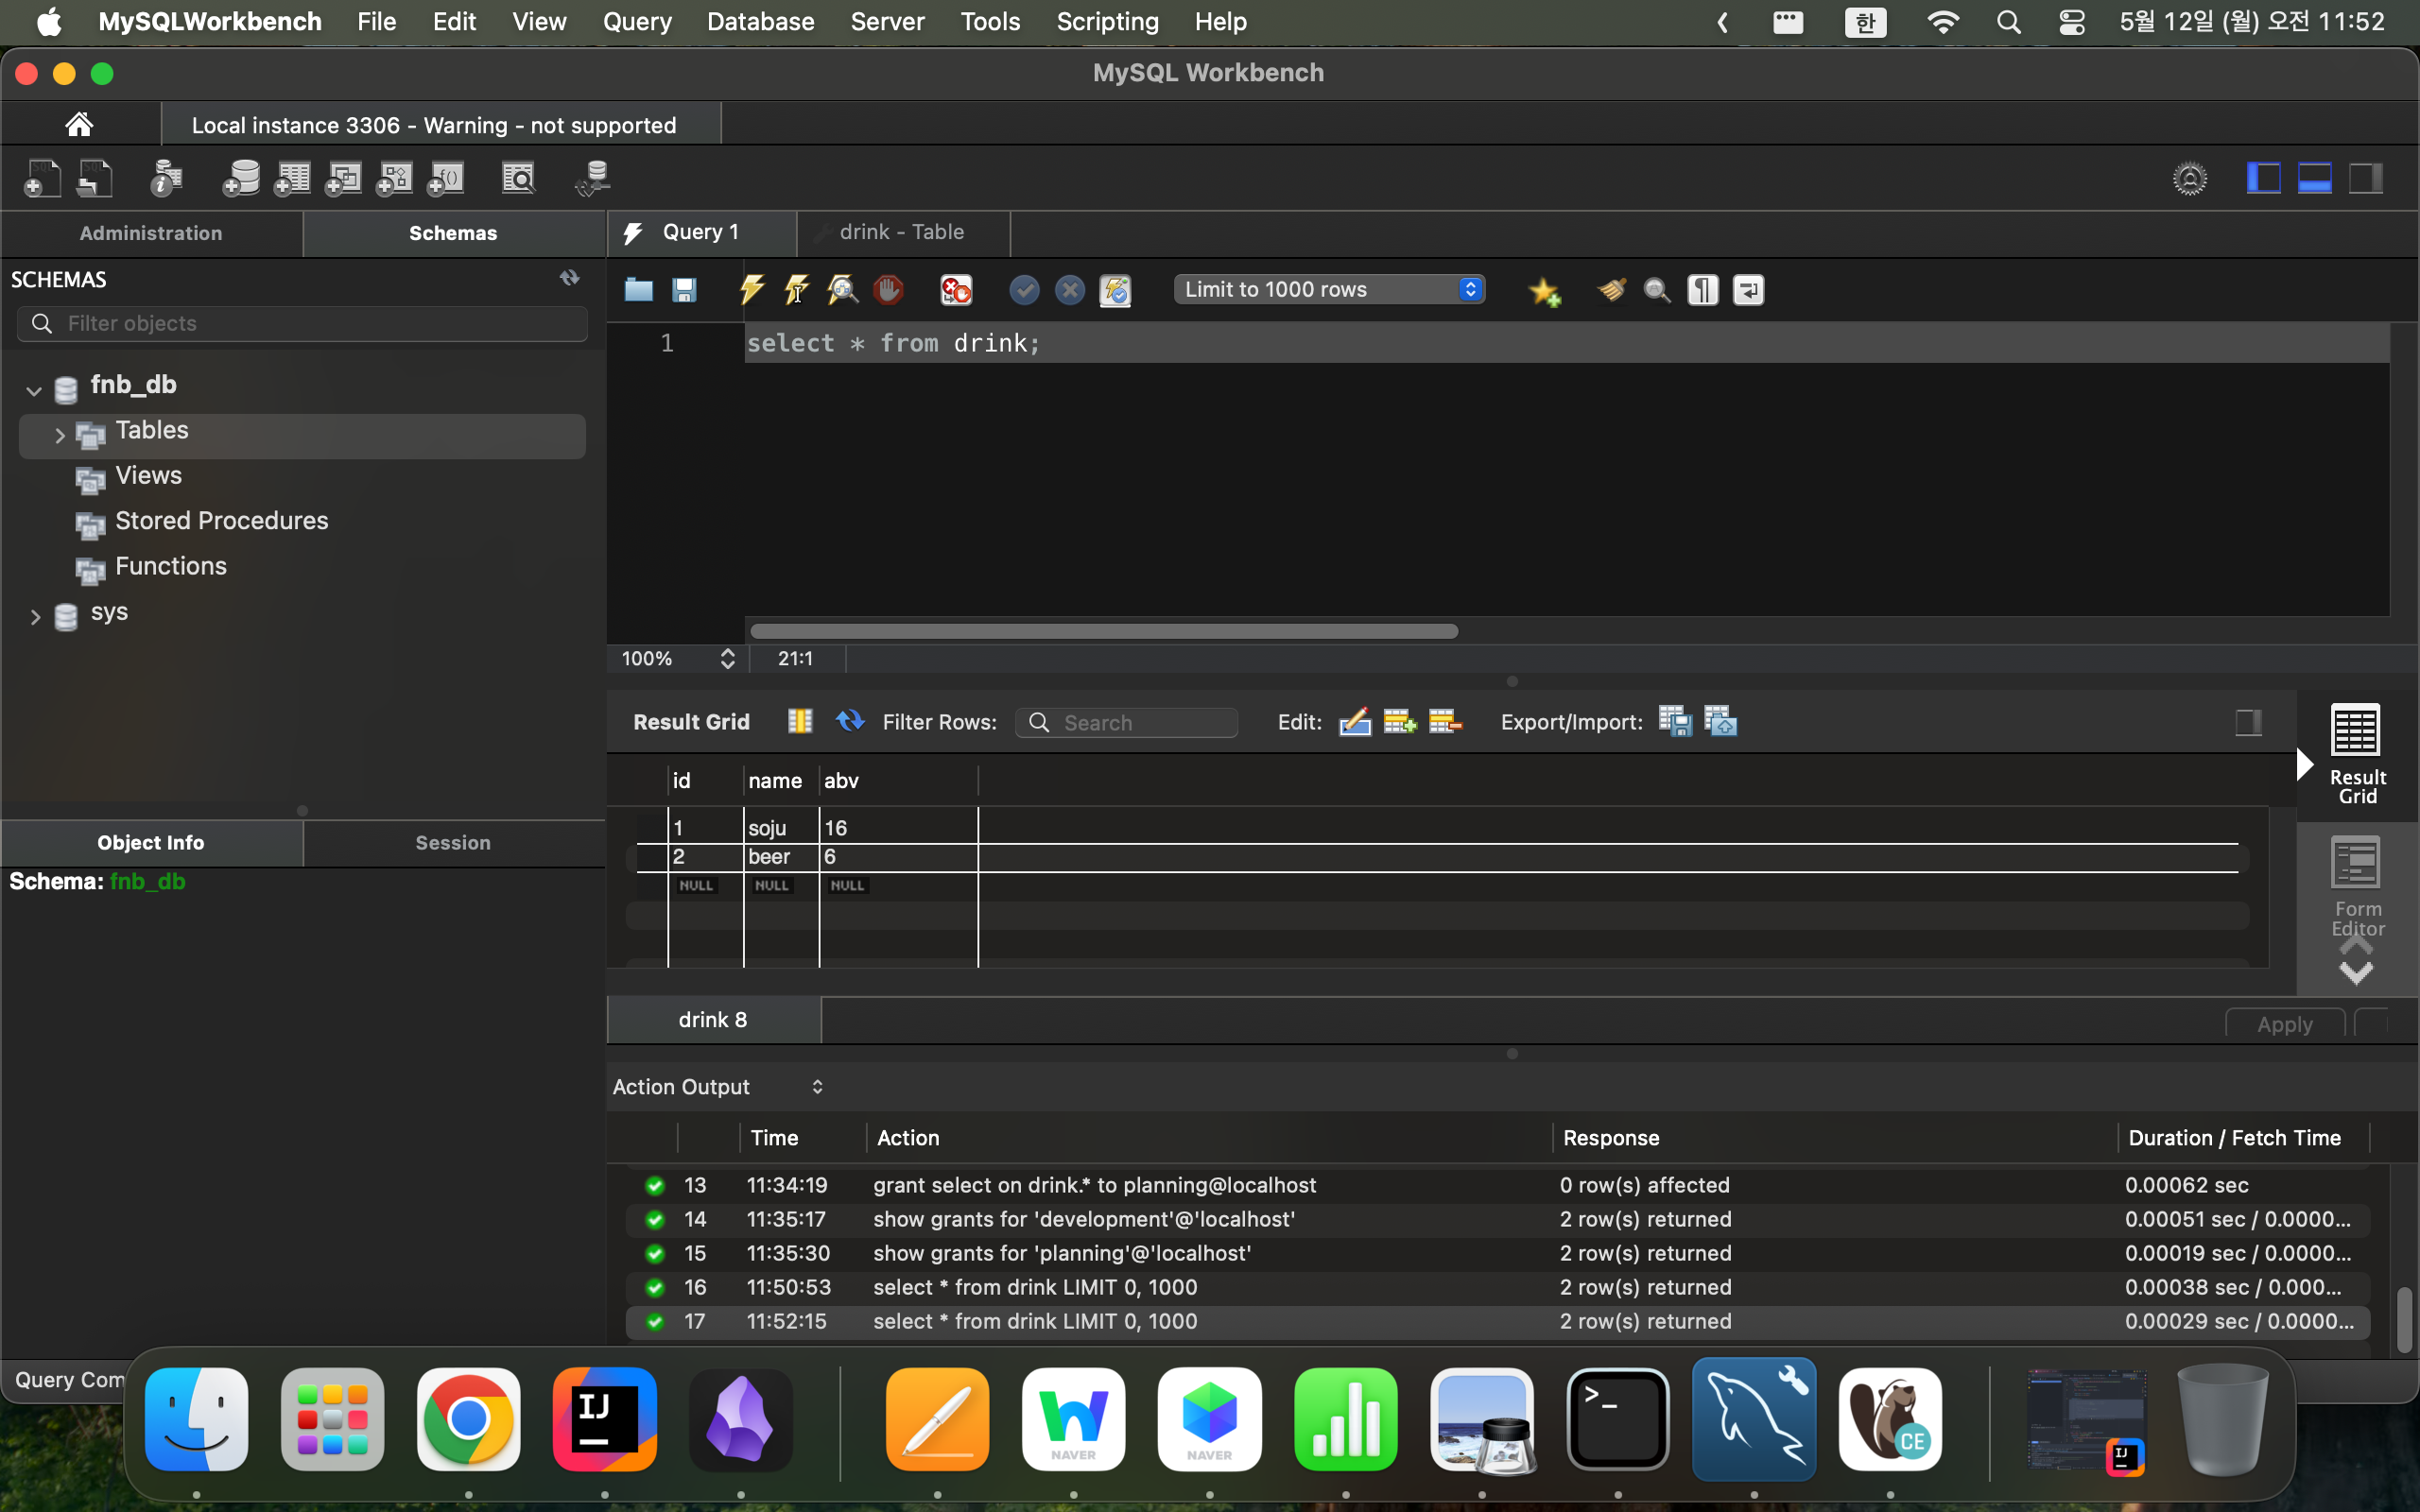 MySQLWorkbench File Edit View Query Database Server Tools Scripting Help 한 5월 12일 (월) 오전 11:52
MySQL Workbench
Local instance 3306 - Warning - not supported
Administration Schemas
Query 1 drink - Table
SCHEMAS
Filter objects
Limit to 1000 rows
1 select * from drink;
fnb_db
Tables
Views
Stored Procedures
Functions
sys
100% 21:1
Result Grid Filter Rows: Search Edit: Export/Import:
Result
Grid
Form
Editor
id name abv
1 soju 16
2 beer 6
NULL NULL NULL
Object Info Session
Schema: fnb_db
drink 8
Apply
Action Output
Time Action Response Duration / Fetch Time
13 11:34:19 grant select on drink.* to planning@localhost 0 row(s) affected 0.00062 sec
14 11:35:17 show grants for 'development'@'localhost' 2 row(s) returned 0.00051 sec / 0.0000...
15 11:35:30 show grants for 'planning'@'localhost' 2 row(s) returned 0.00019 sec / 0.0000...
16 11:50:53 select * from drink LIMIT 0, 1000 2 row(s) returned 0.00038 sec / 0.000...
17 11:52:15 select * from drink LIMIT 0, 1000 2 row(s) returned 0.00029 sec / 0.0000...
Query Com
IJ
NAVER
NAVER
CE
IJ